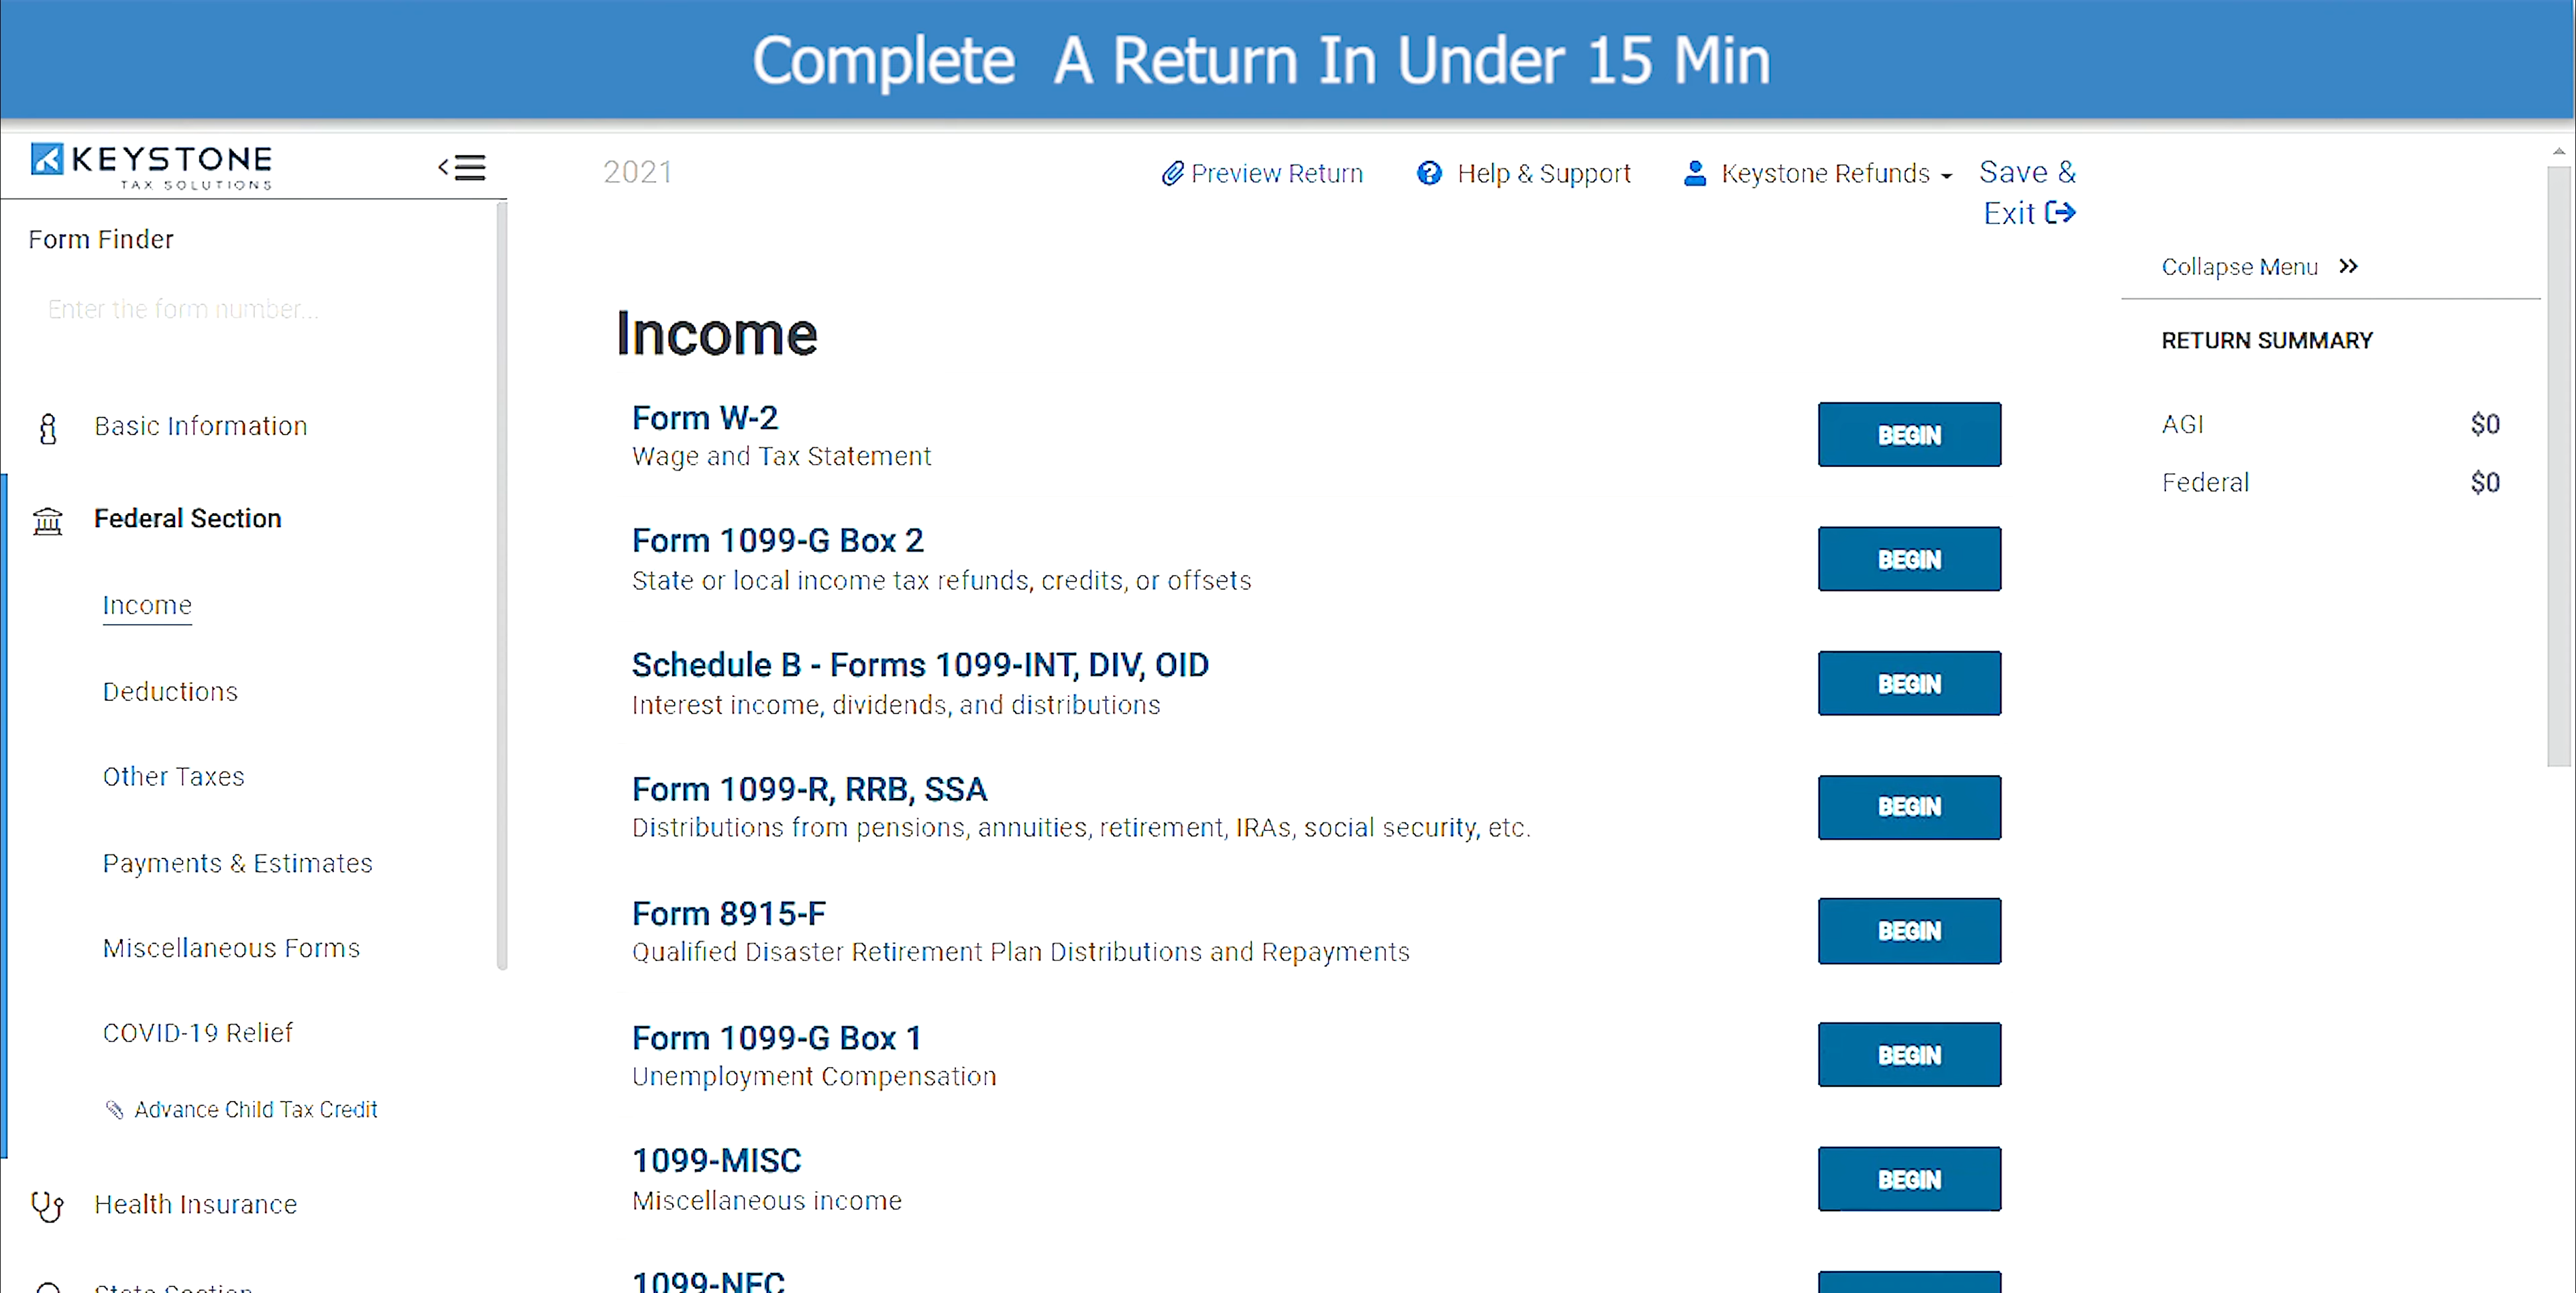 Complete A Return In Under 15 Min
KEYSTONE
TAX SOLUTIONS
2021
Preview Return
Help & Support
Keystone Refunds
Save &
Exit
Form Finder
Enter the form number...
Basic Information
Federal Section
Income
Deductions
Other Taxes
Payments & Estimates
Miscellaneous Forms
COVID-19 Relief
Advance Child Tax Credit
Health Insurance
State Section
Income
Form W-2
Wage and Tax Statement
BEGIN
Form 1099-G Box 2
State or local income tax refunds, credits, or offsets
BEGIN
Schedule B - Forms 1099-INT, DIV, OID
Interest income, dividends, and distributions
BEGIN
Form 1099-R, RRB, SSA
Distributions from pensions, annuities, retirement, IRAs, social security, etc.
BEGIN
Form 8915-F
Qualified Disaster Retirement Plan Distributions and Repayments
BEGIN
Form 1099-G Box 1
Unemployment Compensation
BEGIN
1099-MISC
Miscellaneous income
BEGIN
1099-NEC
Collapse Menu
RETURN SUMMARY
AGI $0
Federal $0